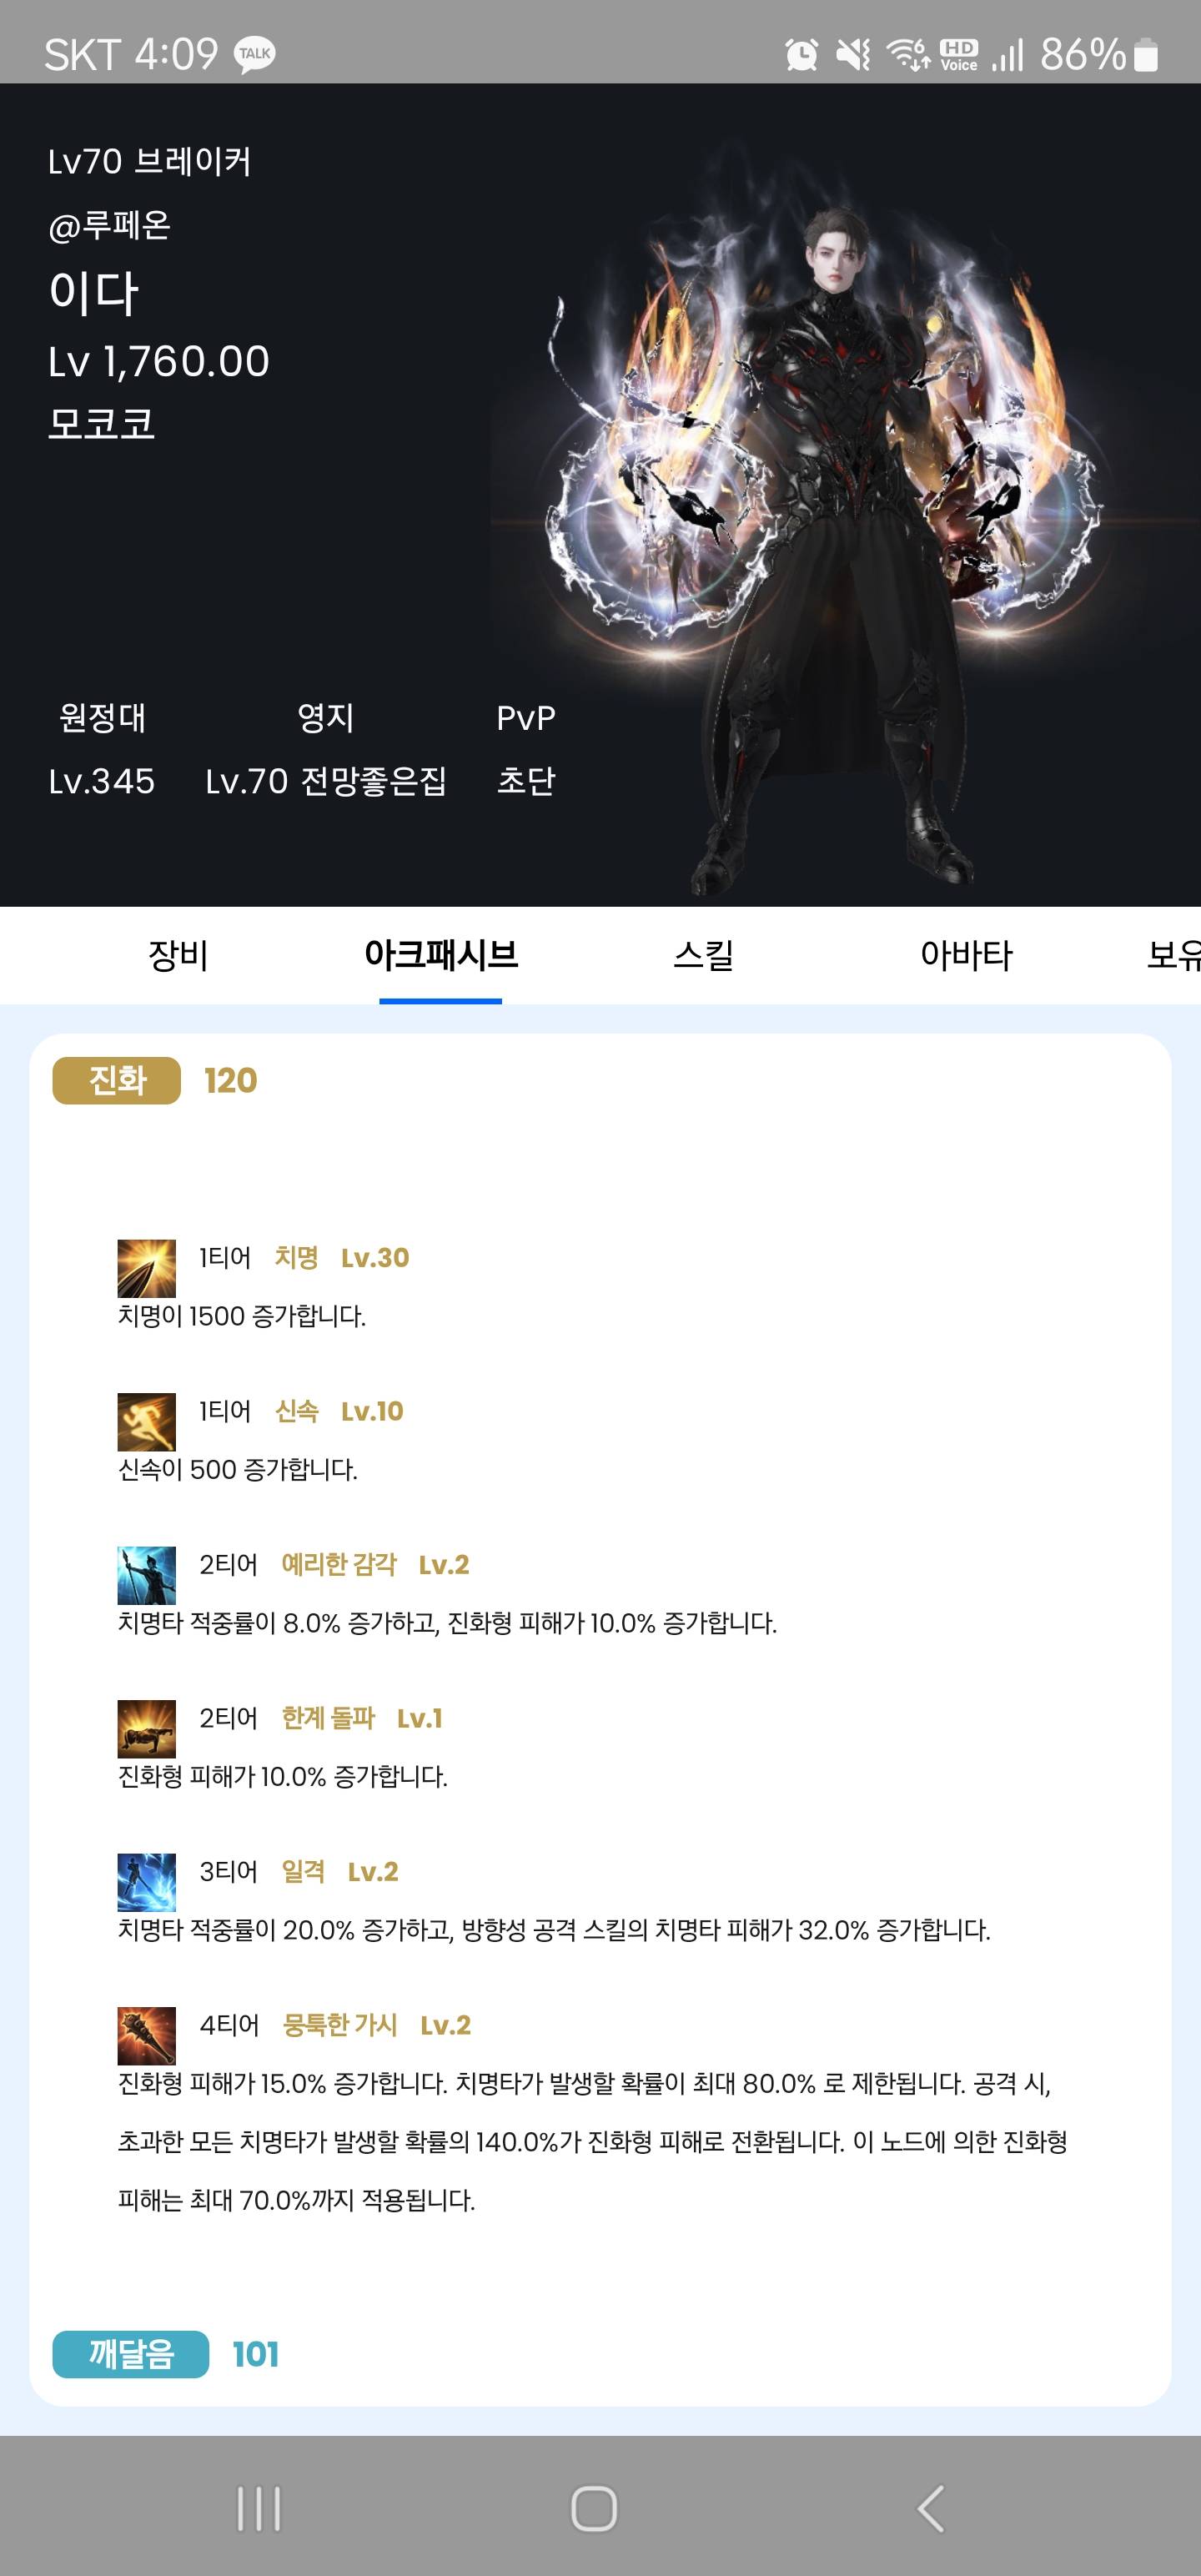 SKT 4:09 TALK HD Voice 86%
Lv70 브레이커
@루페온
이다
Lv 1,760.00
모코코
원정대 영지 PvP
Lv.345 Lv.70 전망좋은집 초단
장비 아크패시브 스킬 아바타 보유
진화 120
1티어 치명 Lv.30
치명이 1500 증가합니다.
1티어 신속 Lv.10
신속이 500 증가합니다.
2티어 예리한 감각 Lv.2
치명타 적중률이 8.0% 증가하고, 진화형 피해가 10.0% 증가합니다.
2티어 한계 돌파 Lv.1
진화형 피해가 10.0% 증가합니다.
3티어 일격 Lv.2
치명타 적중률이 20.0% 증가하고, 방향성 공격 스킬의 치명타 피해가 32.0% 증가합니다.
4티어 뭉툭한 가시 Lv.2
진화형 피해가 15.0% 증가합니다. 치명타가 발생할 확률이 최대 80.0% 로 제한됩니다. 공격 시,
초과한 모든 치명타가 발생할 확률의 140.0%가 진화형 피해로 전환됩니다. 이 노드에 의한 진화형
피해는 최대 70.0%까지 적용됩니다.
깨달음 101